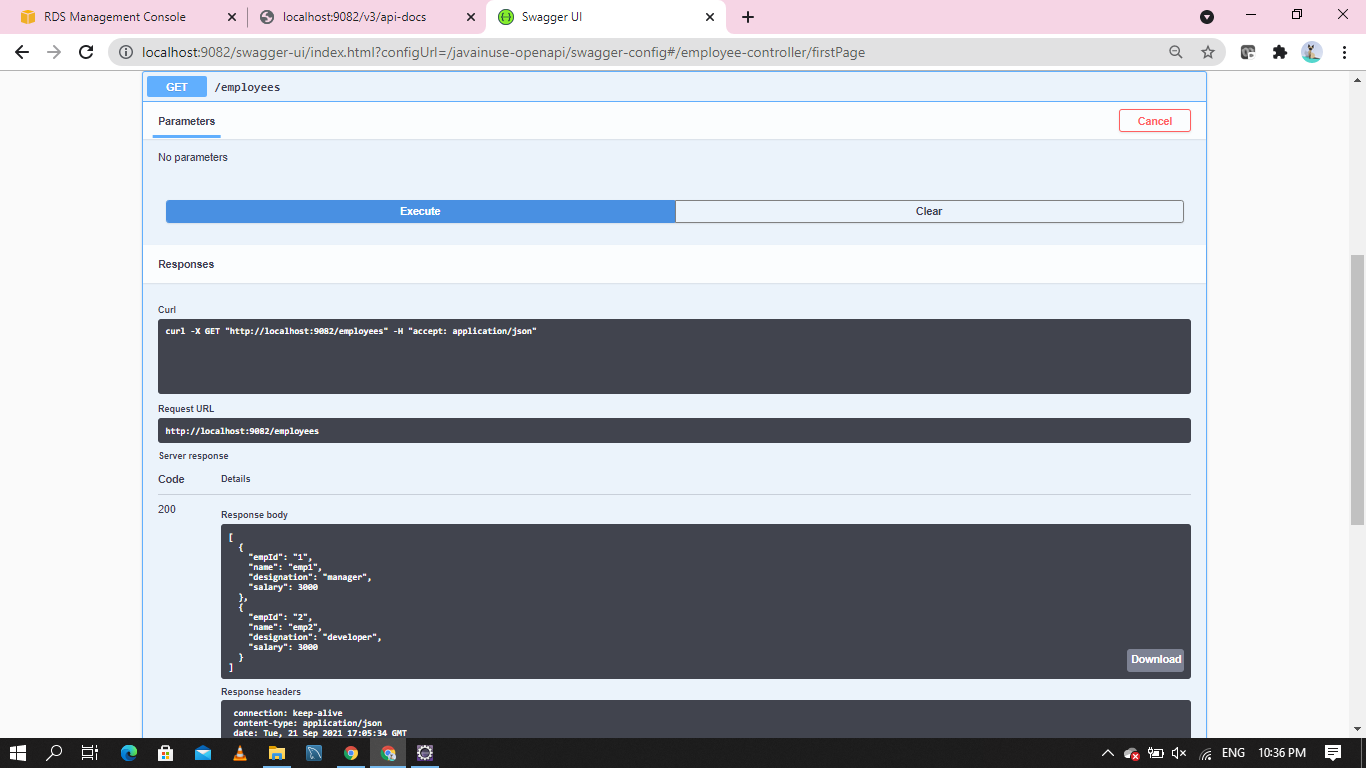 RDS Management Console
localhost:9082/v3/api-docs
Swagger UI
localhost:9082/swagger-ui/index.html?configUrl=/javainuse-openapi/swagger-config#/employee-controller/firstPage
GET /employees
Parameters
Cancel
No parameters
Execute
Clear
Responses
Curl
curl -X GET "http://localhost:9082/employees" -H "accept: application/json"
Request URL
http://localhost:9082/employees
Server response
Code Details
200
Response body
[
{
"empId": "1",
"name": "emp1",
"designation": "manager",
"salary": 3000
},
{
"empId": "2",
"name": "emp2",
"designation": "developer",
"salary": 3000
}
]
Download
Response headers
connection: keep-alive
content-type: application/json
date: Tue, 21 Sep 2021 17:05:34 GMT
ENG 10:36 PM